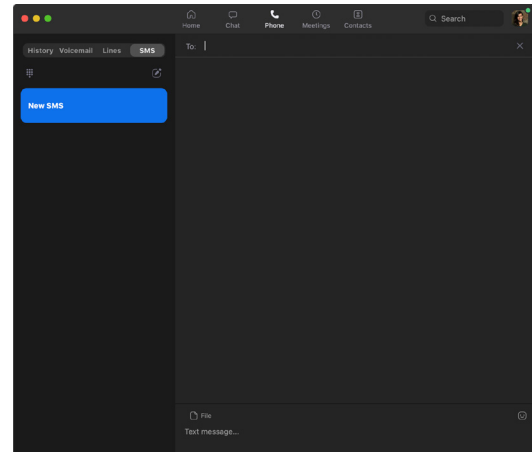 Home Chat Phone Meetings Contacts Search
History Voicemail Lines SMS
To:
New SMS
File
Text message...